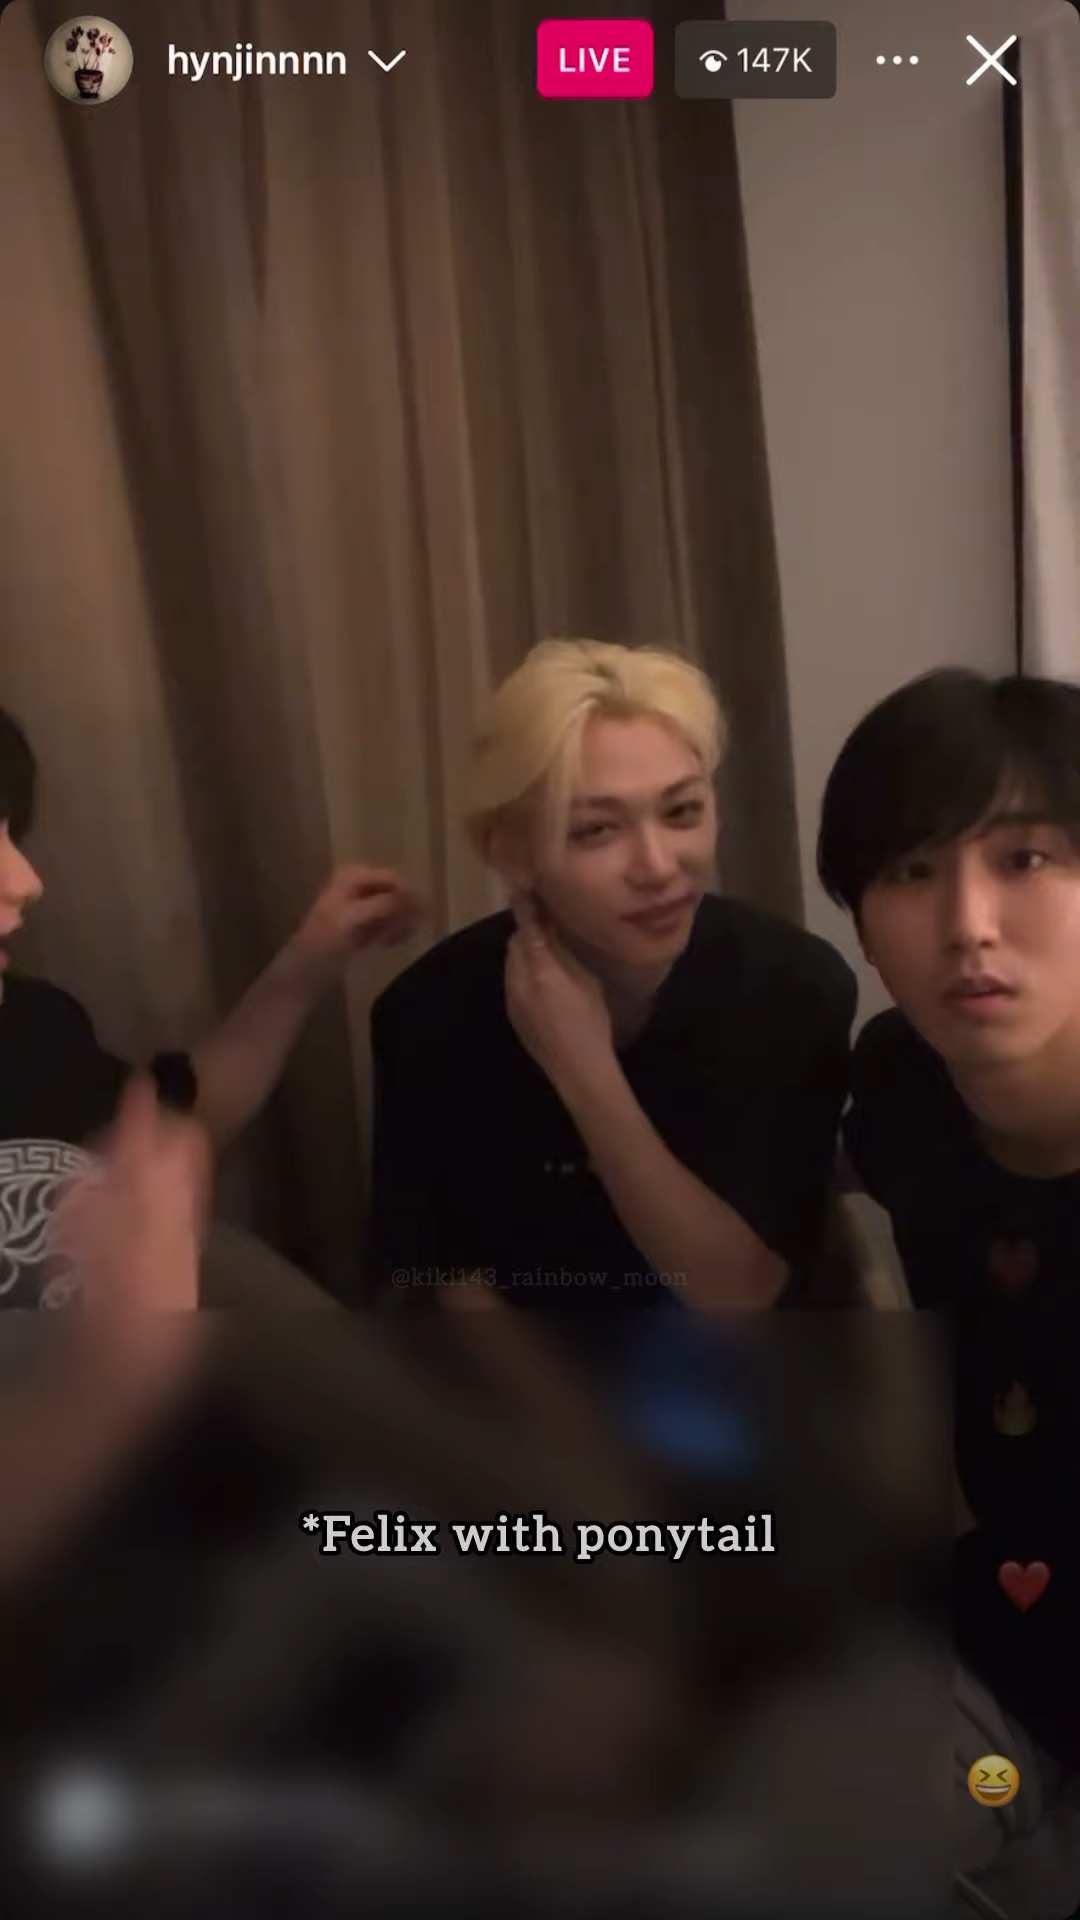 hynjinnnn
LIVE
147K
@kiki143_rainbow_moon
*Felix with ponytail